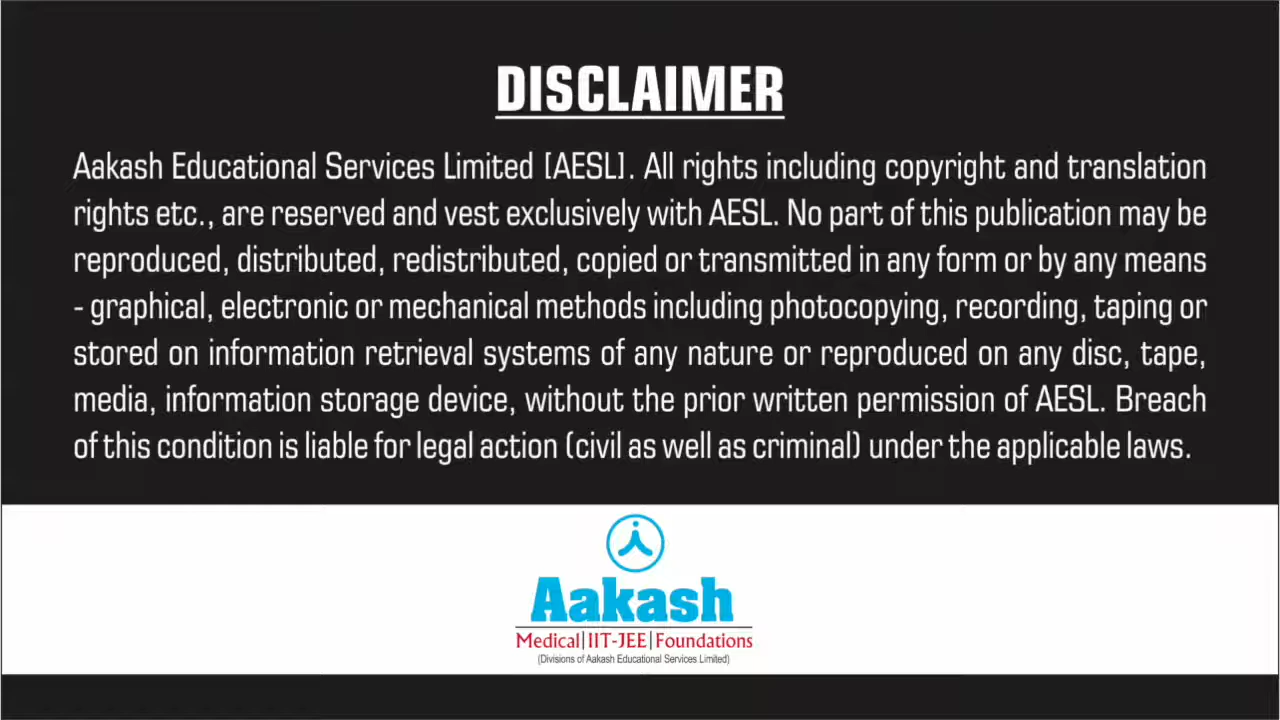 DISCLAIMER
Aakash Educational Services Limited [AESL]. All rights including copyright and translation
rights etc., are reserved and vest exclusively with AESL. No part of this publication may be
reproduced, distributed, redistributed, copied or transmitted in any form or by any means
- graphical, electronic or mechanical methods including photocopying, recording, taping or
stored on information retrieval systems of any nature or reproduced on any disc, tape,
media, information storage device, without the prior written permission of AESL. Breach
of this condition is liable for legal action (civil as well as criminal) under the applicable laws.
Aakash
Medical|IIT-JEE|Foundations
(Divisions of Aakash Educational Services Limited)